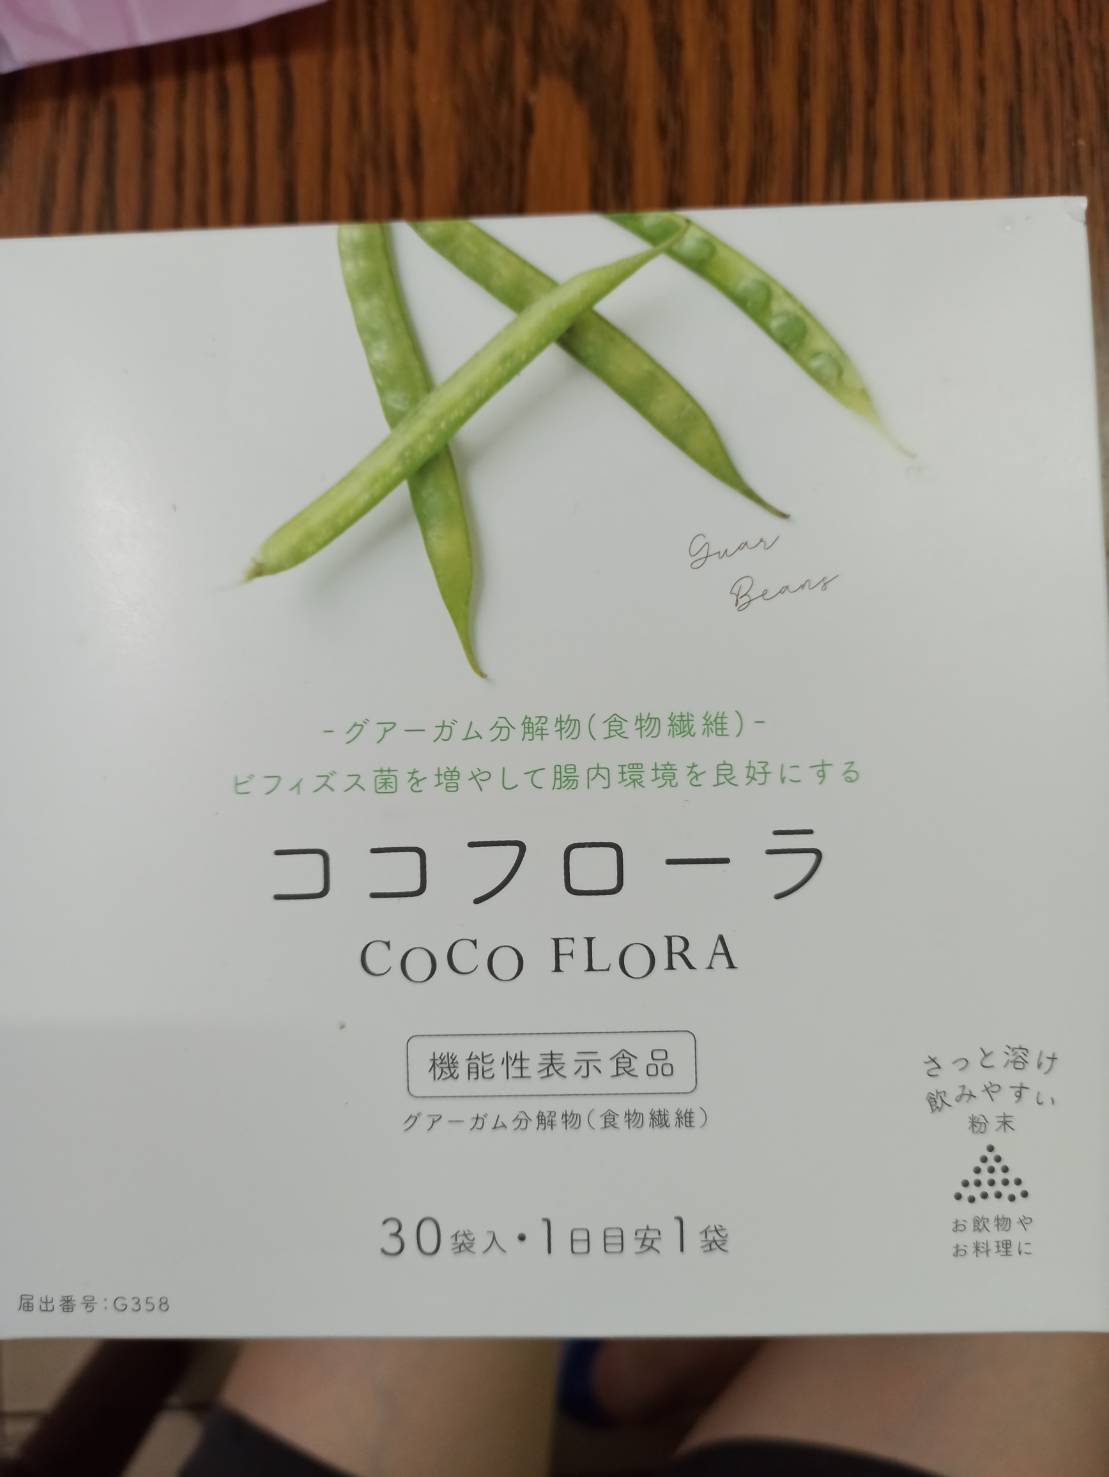 Guar
Beans
-グアーガム分解物(食物繊維)-
ビフィズス菌を増やして腸内環境を良好にする
ココフローラ
COCO FLORA
機能性表示食品
グアーガム分解物(食物繊維)
さっと溶け
飲みやすい
粉末
お飲物や
お料理に
30袋入・1日目安1袋
届出番号:G358